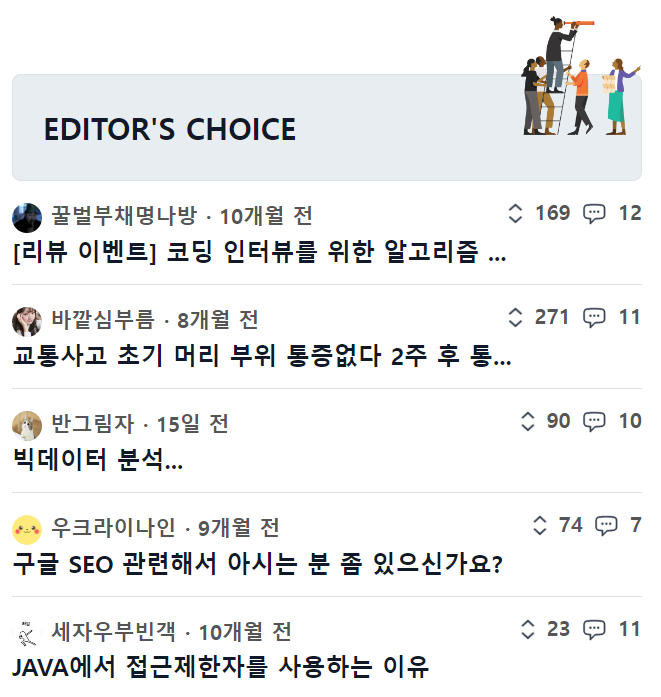 EDITOR'S CHOICE
꿀벌부채명나방 · 10개월 전 169 12
[리뷰 이벤트] 코딩 인터뷰를 위한 알고리즘 ...
바깥심부름 · 8개월 전 271 11
교통사고 초기 머리 부위 통증없다 2주 후 통...
반그림자 · 15일 전 90 10
빅데이터 분석...
우크라이나인 · 9개월 전 74 7
구글 SEO 관련해서 아시는 분 좀 있으신가요?
세자우부빈객 · 10개월 전 23 11
JAVA에서 접근제한자를 사용하는 이유